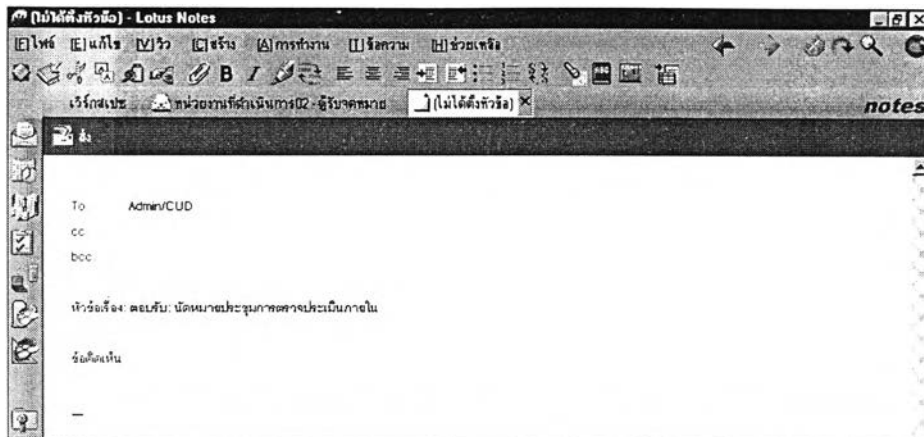 (ไม่ได้ตั้งหัวข้อ) - Lotus Notes
[F]ไฟล์ [E]แก้ไข [V]วิว [C]สร้าง [A]การทำงาน [T]ข้อความ [H]ช่วยเหลือ
เวิร์กสเปซ หน่วยงานที่ดำเนินการ02 - ผู้รับจดหมาย (ไม่ได้ตั้งหัวข้อ) notes
ส่ง
To Admin/CUD
cc
bcc
หัวข้อเรื่อง: ตอบรับ: นัดหมายประชุมการตรวจประเมินภายใน
ข้อคิดเห็น